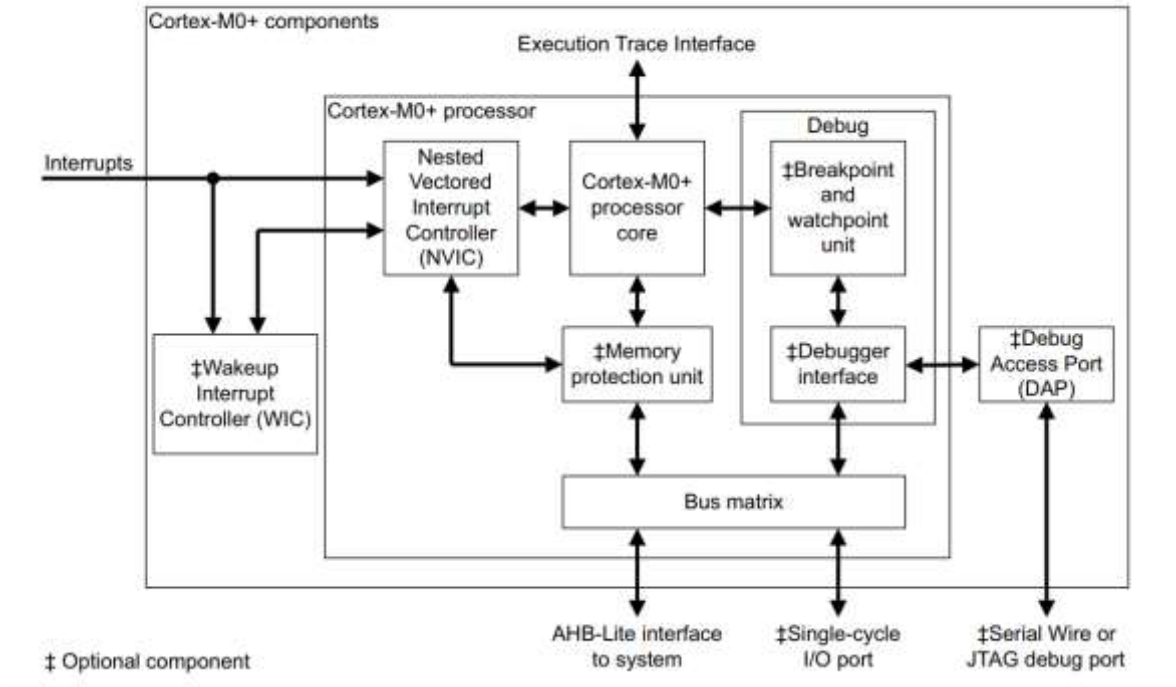 Cortex-M0+ components
Execution Trace Interface
Cortex-M0+ processor
Debug
Interrupts
Nested
Vectored
Interrupt
Controller
(NVIC)
Cortex-M0+
processor
core
‡Breakpoint
and
watchpoint
unit
‡Wakeup
Interrupt
Controller (WIC)
‡Memory
protection unit
‡Debugger
interface
‡Debug
Access Port
(DAP)
Bus matrix
AHB-Lite interface
to system
‡Single-cycle
I/O port
‡Serial Wire or
JTAG debug port
‡ Optional component